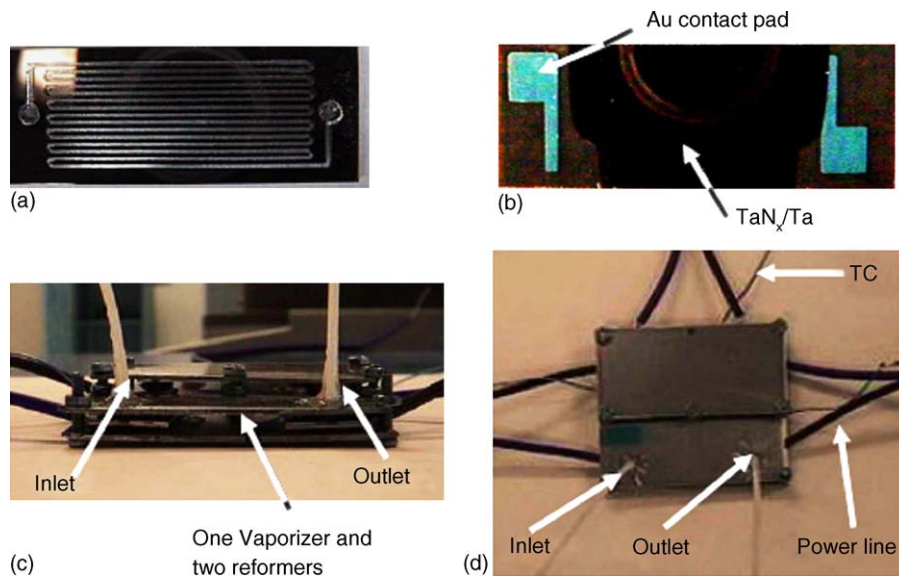 Au contact pad
(a)
(b)
TaNx/Ta
TC
Inlet
Outlet
One Vaporizer and
two reformers
(c)
Inlet
Outlet
Power line
(d)